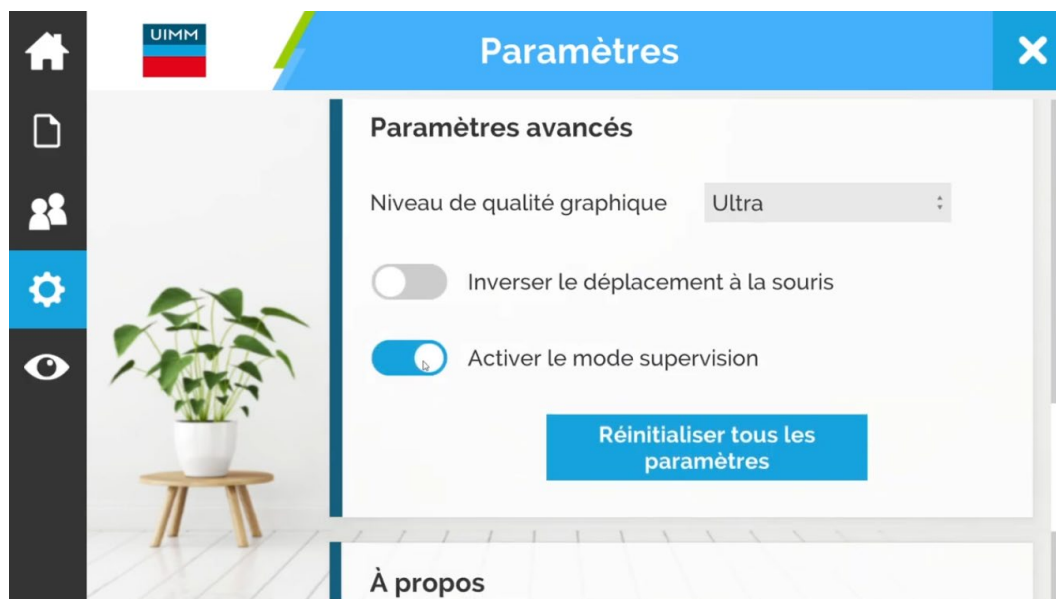 UIMM
Paramètres
Paramètres avancés
Niveau de qualité graphique
Ultra
Inverser le déplacement à la souris
Activer le mode supervision
Réinitialiser tous les
paramètres
À propos